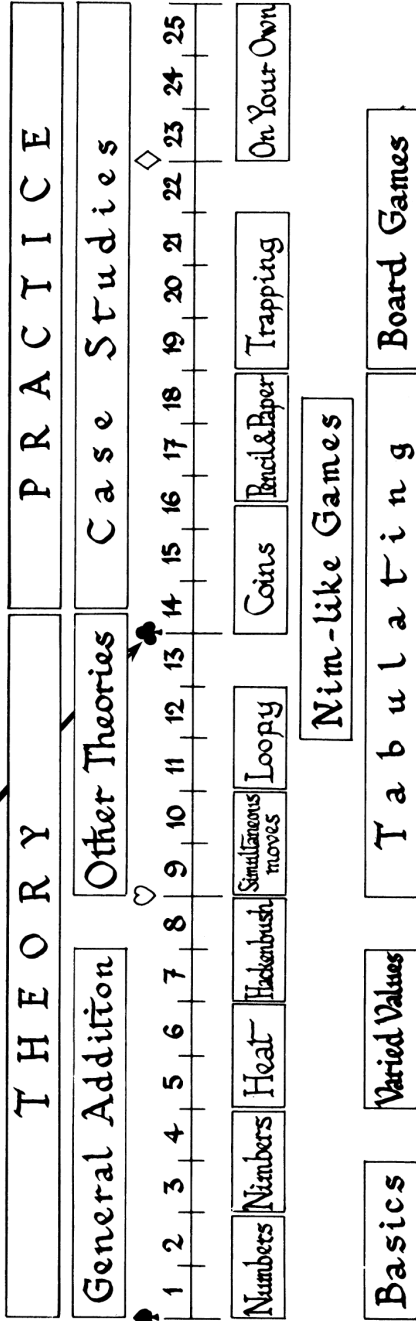 THEORY PRACTICE
General Addition Other Theories Case Studies
1 2 3 4 5 6 7 8 9 10 11 12 13 14 15 16 17 18 19 20 21 22 23 24 25
Numbers Nimbers Heat Hackenbush Simultaneous moves Loopy Coins Pencil&Paper Trapping On Your Own
Nim-like Games
Basics Varied Values Tabulating Board Games